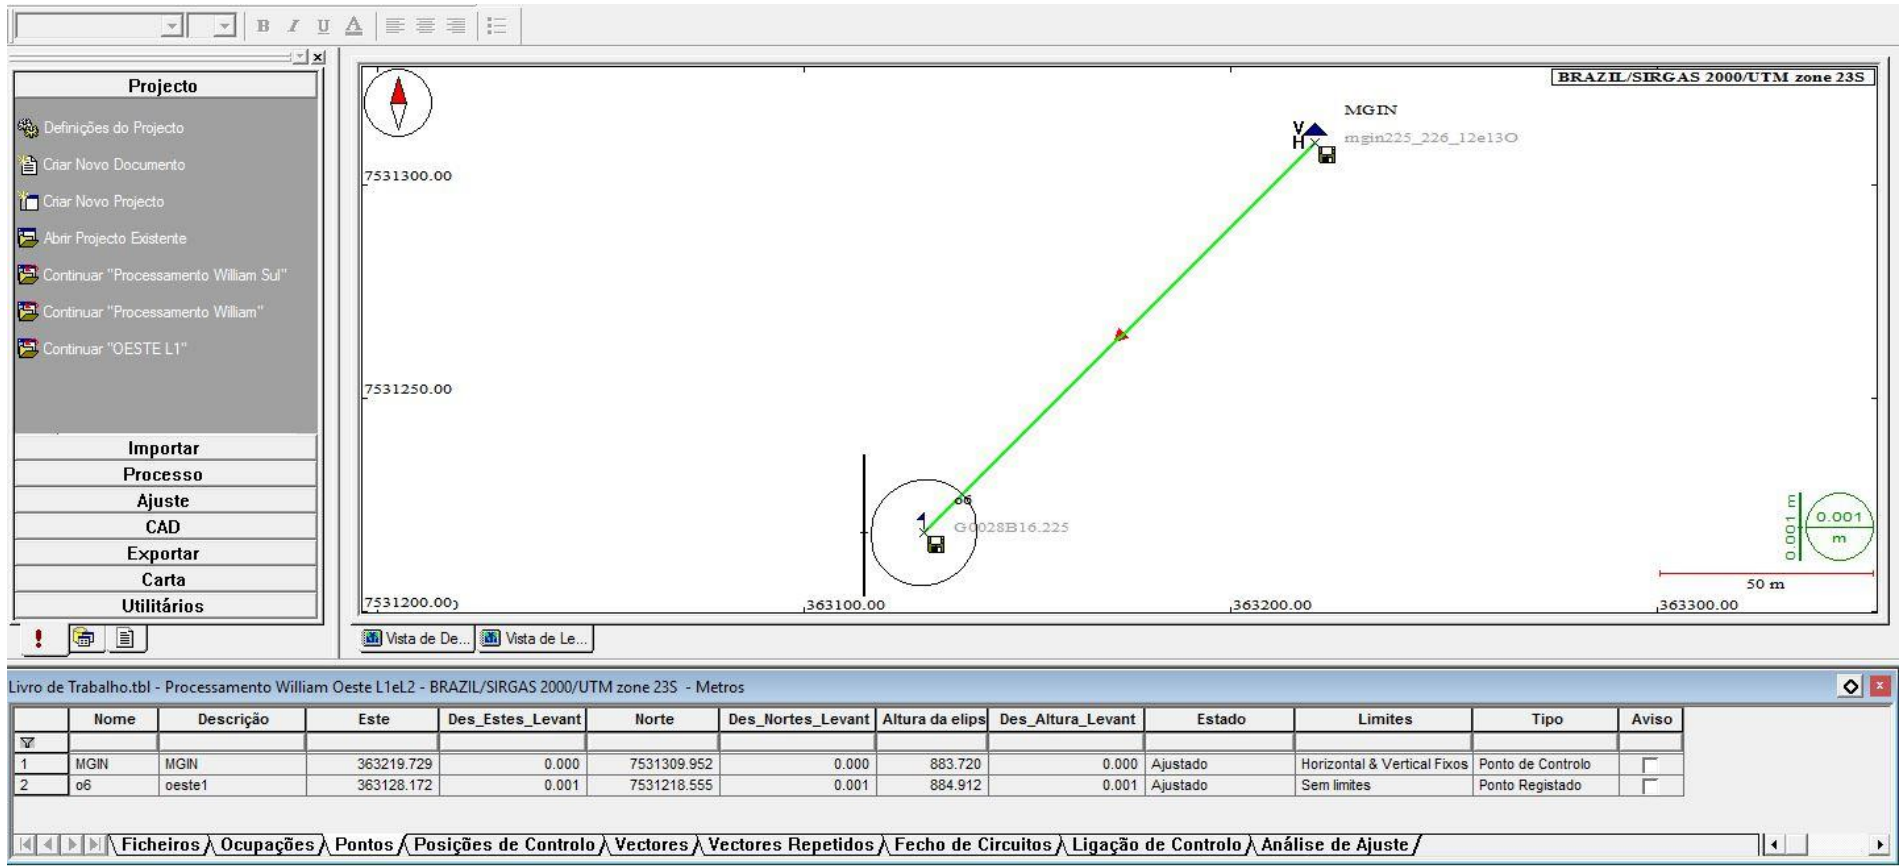 B I U A
Projecto
Definições do Projecto
Criar Novo Documento
Criar Novo Projecto
Abrir Projecto Existente
Continuar "Processamento William Sul"
Continuar "Processamento William"
Continuar "OESTE L1"
Importar
Processo
Ajuste
CAD
Exportar
Carta
Utilitários
BRAZIL/SIRGAS 2000/UTM zone 23S
MGIN
V
H
mgin225_226_12e13O
7531300.00
7531250.00
o6
1
G0028B16.225
E
0.001 m
0
0.001
m
50 m
7531200.00
363100.00
363200.00
363300.00
Vista de De... Vista de Le...
Livro de Trabalho.tbl - Processamento William Oeste L1eL2 - BRAZIL/SIRGAS 2000/UTM zone 23S - Metros
Nome Descrição Este Des_Estes_Levant Norte Des_Nortes_Levant Altura da elips Des_Altura_Levant Estado Limites Tipo Aviso
1 MGIN MGIN 363219.729 0.000 7531309.952 0.000 883.720 0.000 Ajustado Horizontal & Vertical Fixos Ponto de Controlo
2 o6 oeste1 363128.172 0.001 7531218.555 0.001 884.912 0.001 Ajustado Sem limites Ponto Registado
Ficheiros Ocupações Pontos Posições de Controlo Vectores Vectores Repetidos Fecho de Circuitos Ligação de Controlo Análise de Ajuste